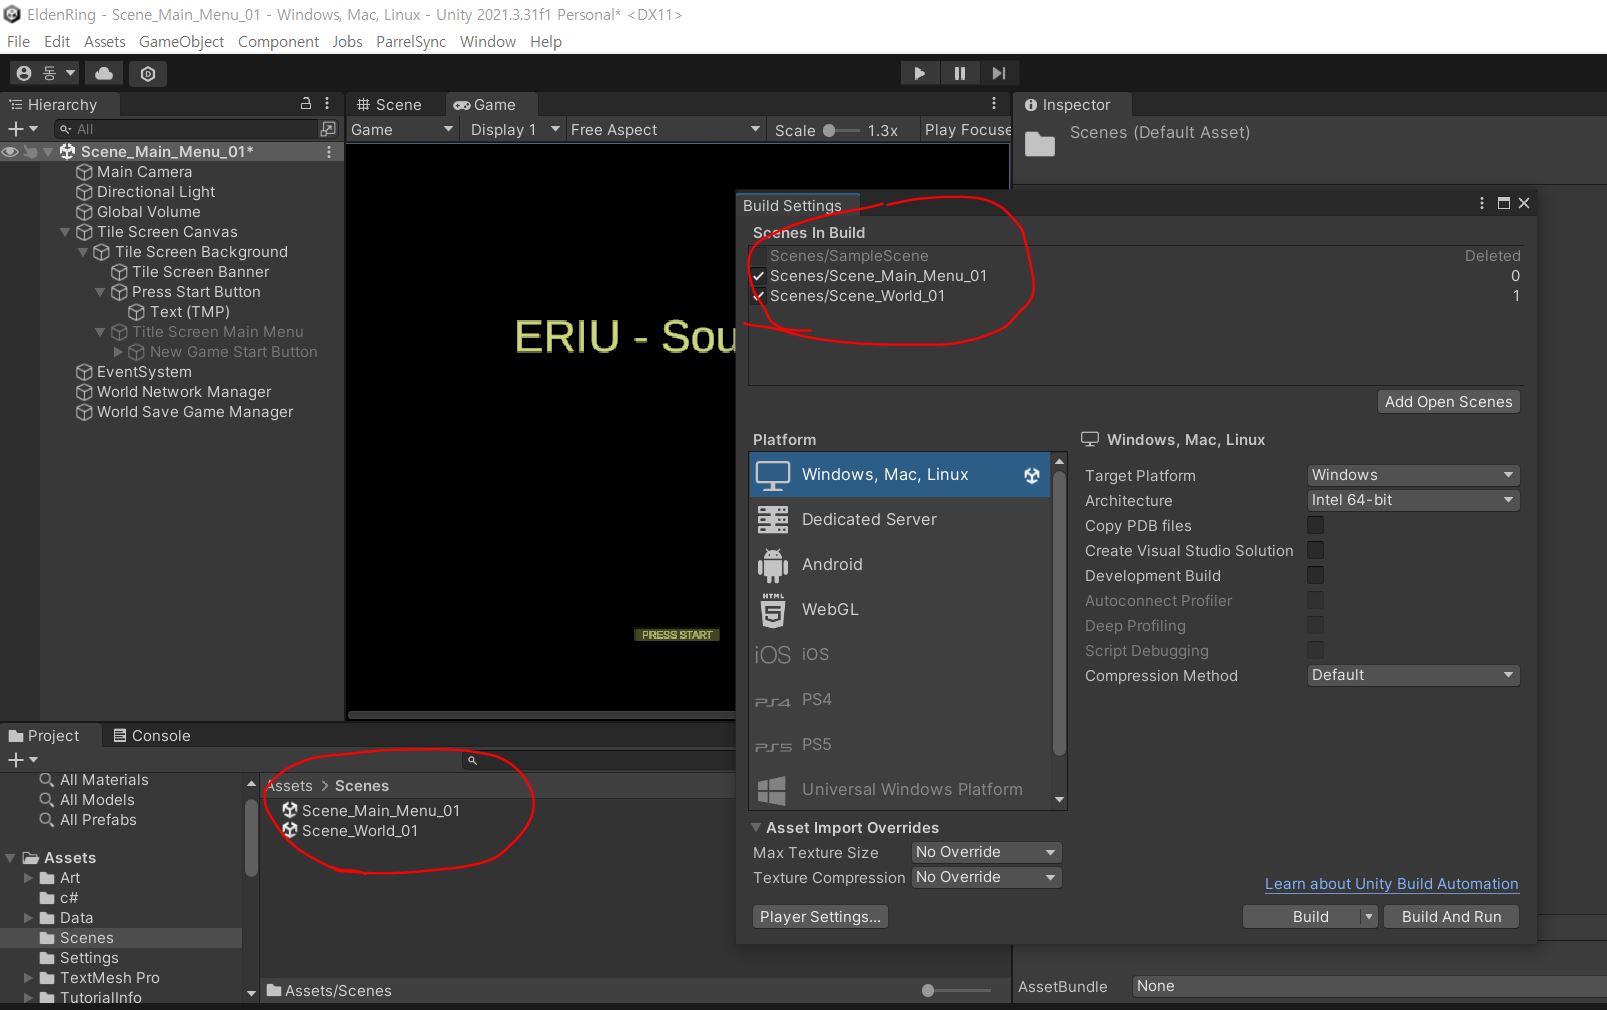 EldenRing - Scene_Main_Menu_01 - Windows, Mac, Linux - Unity 2021.3.31f1 Personal* <DX11>
File Edit Assets GameObject Component Jobs ParrelSync Window Help
동
Hierarchy
All
Scene_Main_Menu_01*
Main Camera
Directional Light
Global Volume
Tile Screen Canvas
Tile Screen Background
Tile Screen Banner
Press Start Button
Text (TMP)
Title Screen Main Menu
New Game Start Button
EventSystem
World Network Manager
World Save Game Manager
Scene Game
Game Display 1 Free Aspect Scale 1.3x Play Focuse
ERIU - Sou
PRESS START
Inspector
Scenes (Default Asset)
Build Settings
Scenes In Build
Scenes/SampleScene Deleted
Scenes/Scene_Main_Menu_01 0
Scenes/Scene_World_01 1
Add Open Scenes
Platform
Windows, Mac, Linux
Dedicated Server
Android
HTML
5
WebGL
iOS iOS
PS4 PS4
PS5 PS5
Universal Windows Platform
Windows, Mac, Linux
Target Platform Windows
Architecture Intel 64-bit
Copy PDB files
Create Visual Studio Solution
Development Build
Autoconnect Profiler
Deep Profiling
Script Debugging
Compression Method Default
Asset Import Overrides
Max Texture Size No Override
Texture Compression No Override
Learn about Unity Build Automation
Player Settings... Build Build And Run
Project Console
All Materials
All Models
All Prefabs
Assets
Art
c#
Data
Scenes
Settings
TextMesh Pro
TutorialInfo
Assets > Scenes
Scene_Main_Menu_01
Scene_World_01
Assets/Scenes
AssetBundle None